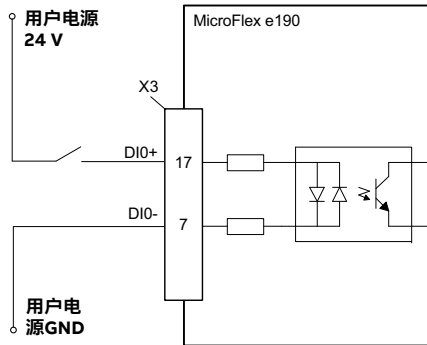 用户电源
24 V
MicroFlex e190
X3
DI0+
17
DI0-
7
用户电
源GND